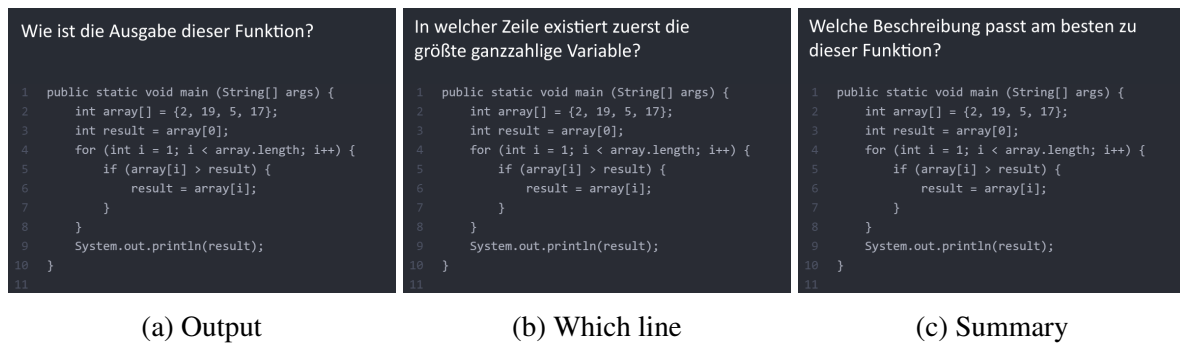 Wie ist die Ausgabe dieser Funktion?
1 public static void main (String[] args) {
2 int array[] = {2, 19, 5, 17};
3 int result = array[0];
4 for (int i = 1; i < array.length; i++) {
5 if (array[i] > result) {
6 result = array[i];
7 }
8 }
9 System.out.println(result);
10 }
11
(a) Output
In welcher Zeile existiert zuerst die
größte ganzzahlige Variable?
1 public static void main (String[] args) {
2 int array[] = {2, 19, 5, 17};
3 int result = array[0];
4 for (int i = 1; i < array.length; i++) {
5 if (array[i] > result) {
6 result = array[i];
7 }
8 }
9 System.out.println(result);
10 }
11
(b) Which line
Welche Beschreibung passt am besten zu
dieser Funktion?
1 public static void main (String[] args) {
2 int array[] = {2, 19, 5, 17};
3 int result = array[0];
4 for (int i = 1; i < array.length; i++) {
5 if (array[i] > result) {
6 result = array[i];
7 }
8 }
9 System.out.println(result);
10 }
11
(c) Summary